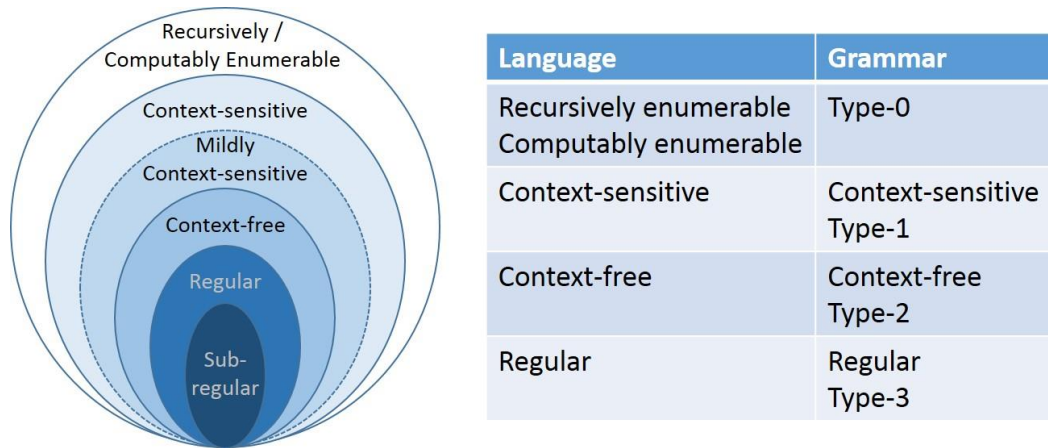 Recursively /
Computably Enumerable
Context-sensitive
Mildly
Context-sensitive
Context-free
Regular
Sub-
regular
Language Grammar
Recursively enumerable Type-0
Computably enumerable
Context-sensitive Context-sensitive
Type-1
Context-free Context-free
Type-2
Regular Regular
Type-3